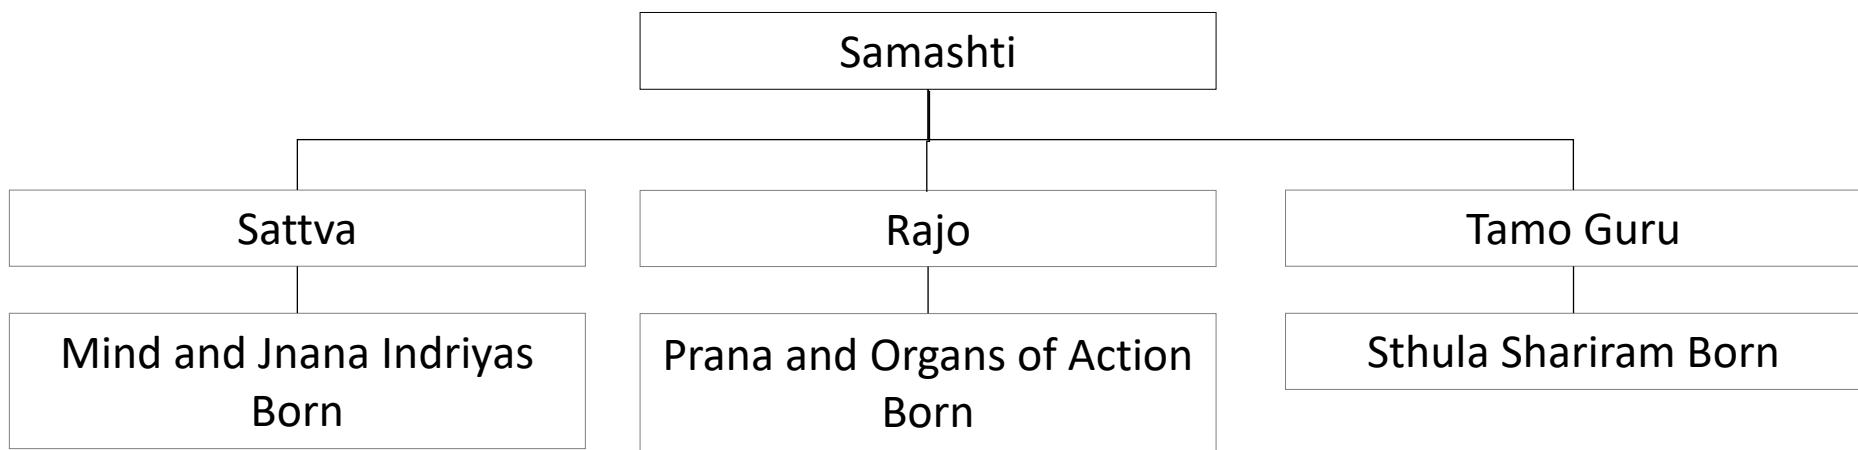 Samashti
Sattva
Rajo
Tamo Guru
Mind and Jnana Indriyas
Born
Prana and Organs of Action
Born
Sthula Shariram Born